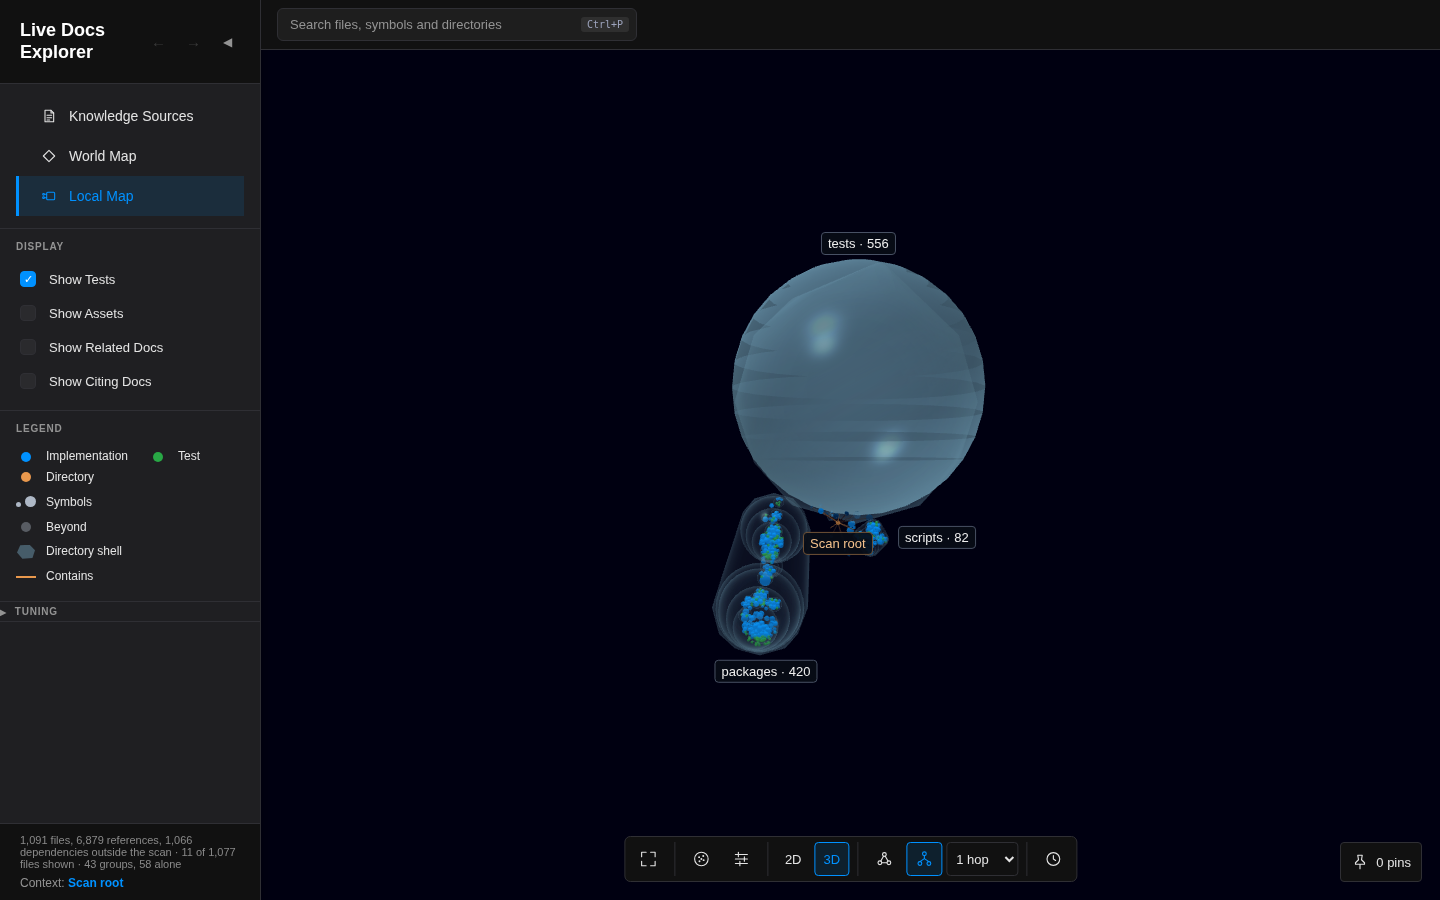 Live Docs
Explorer
Search files, symbols and directories
Ctrl+P
Knowledge Sources
World Map
Local Map
DISPLAY
Show Tests
Show Assets
Show Related Docs
Show Citing Docs
LEGEND
Implementation
Test
Directory
Symbols
Beyond
Directory shell
Contains
TUNING
1,091 files, 6,879 references, 1,066
dependencies outside the scan · 11 of 1,077
files shown · 43 groups, 58 alone
Context: Scan root
tests · 556
Scan root
scripts · 82
packages · 420
2D
3D
1 hop
0 pins